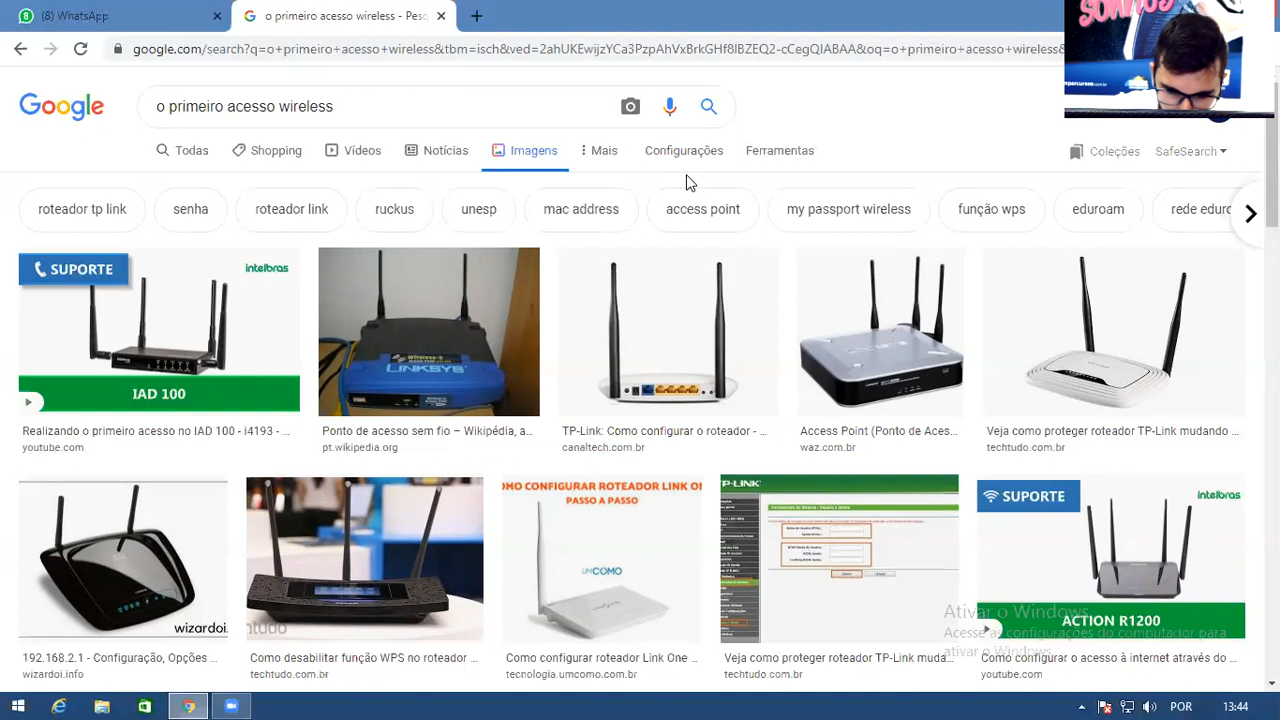 (8) WhatsApp
o primeiro acesso wireless - Pesq
google.com/search?q=o+primeiro+acesso+wireless&tbm=isch&ved=2ahUKEwijzYCa3PzpAhVxBrkGHf8lBZEQ2-cCegQIABAA&oq=o+primeiro+acesso+wireless&
Google
o primeiro acesso wireless
Todas
Shopping
Vídeos
Notícias
Imagens
Mais
Configurações
Ferramentas
Coleções
SafeSearch
roteador tp link
senha
roteador link
ruckus
unesp
mac address
access point
my passport wireless
função wps
eduroam
rede eduro
SUPORTE
intelbras
IAD 100
LINKSYS
Realizando o primeiro acesso no IAD 100 - i4193 - ...
youtube.com
Ponto de acesso sem fio – Wikipédia, a...
pt.wikipedia.org
TP-Link: Como configurar o roteador - ...
canaltech.com.br
Access Point (Ponto de Aces...
waz.com.br
Veja como proteger roteador TP-Link mudando ...
techtudo.com.br
OMO CONFIGURAR ROTEADOR LINK O
PASSO A PASSO
UNCOMO
TP-LINK
SUPORTE
intelbras
ACTION R1200
Ativar o Windows
Acesse as configurações do computador para
ativar o Windows.
92.168.2.1 - Configuração, Opções ...
wizardoi.info
Como desabilitar função WPS no roteador ...
techtudo.com.br
Como configurar roteador Link One ...
tecnologia.umcomo.com.br
Veja como proteger roteador TP-Link muda...
techtudo.com.br
Como configurar o acesso à internet através do ...
youtube.com
POR
13:44